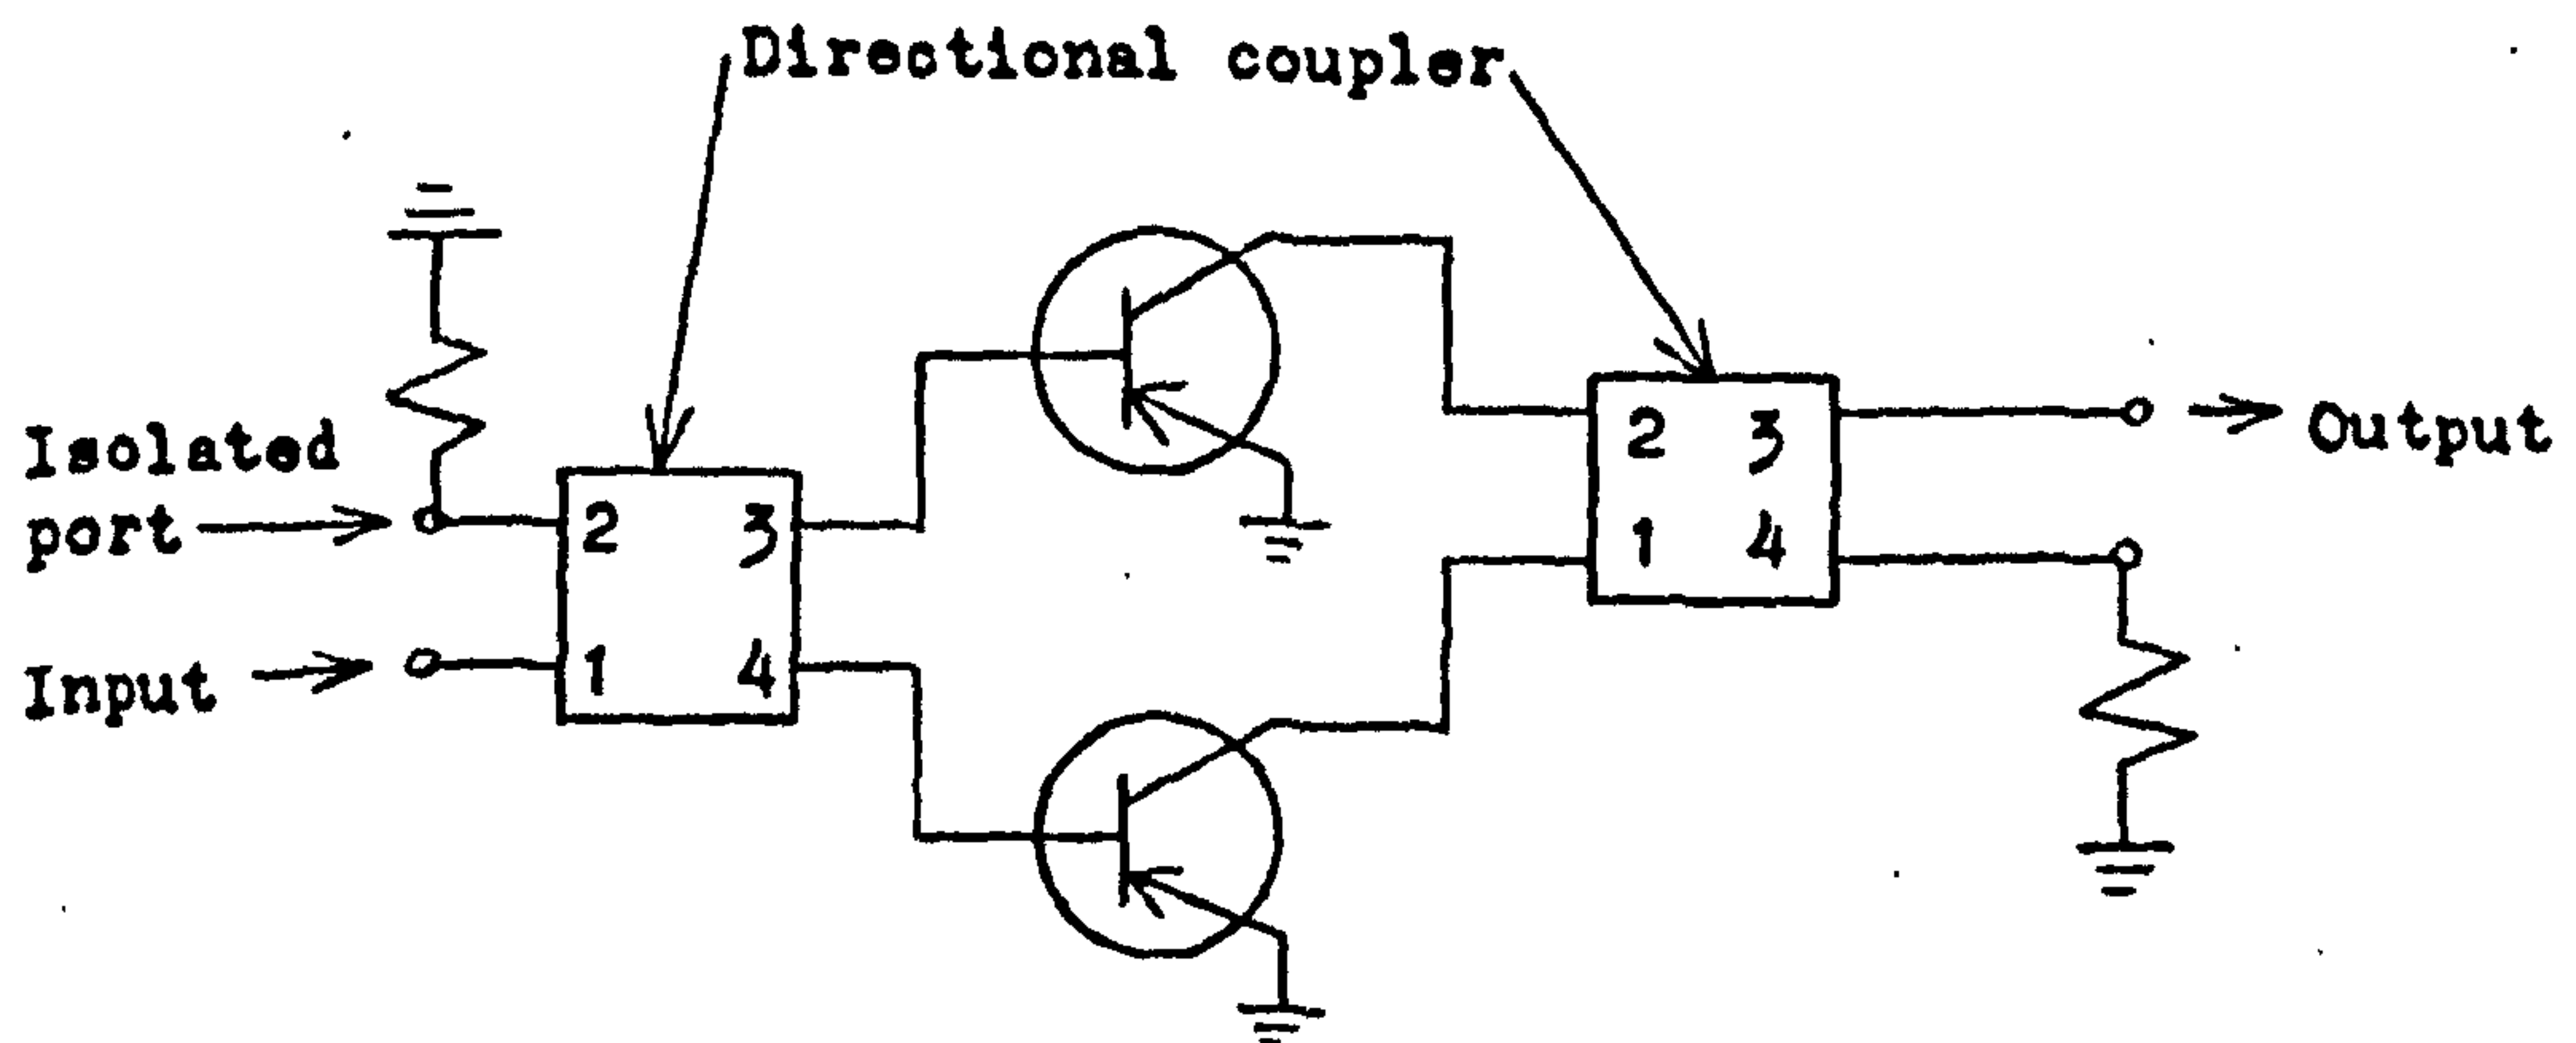 Directional coupler
Isolated
port
Input
2 3
1 4
2 3
1 4
Output